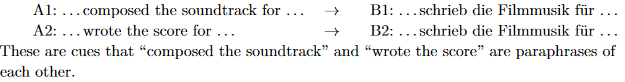 A1: …composed the soundtrack for … → B1: …schrieb die Filmmusik für …
A2: …wrote the score for … → B2: …schrieb die Filmmusik für …
These are cues that “composed the soundtrack” and “wrote the score” are paraphrases of
each other.